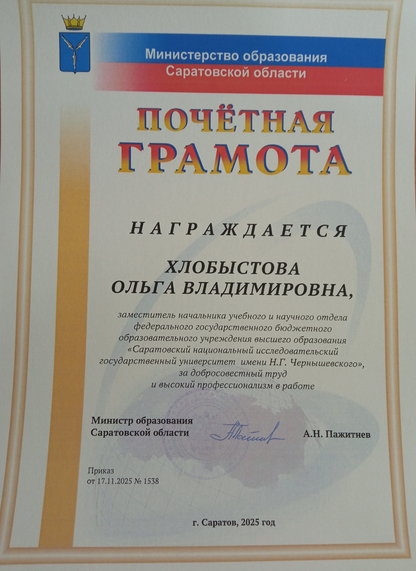 Министерство образования
Саратовской области
ПОЧЁТНАЯ
ГРАМОТА
НАГРАЖДАЕТСЯ
ХЛОБЫСТОВА
ОЛЬГА ВЛАДИМИРОВНА,
заместитель начальника учебного и научного отдела
федерального государственного бюджетного
образовательного учреждения высшего образования
«Саратовский национальный исследовательский
государственный университет имени Н.Г. Чернышевского»,
за добросовестный труд
и высокий профессионализм в работе
Министр образования
Саратовской области
А.Н. Пажитнев
Приказ
от 17.11.2025 № 1538
г. Саратов, 2025 год